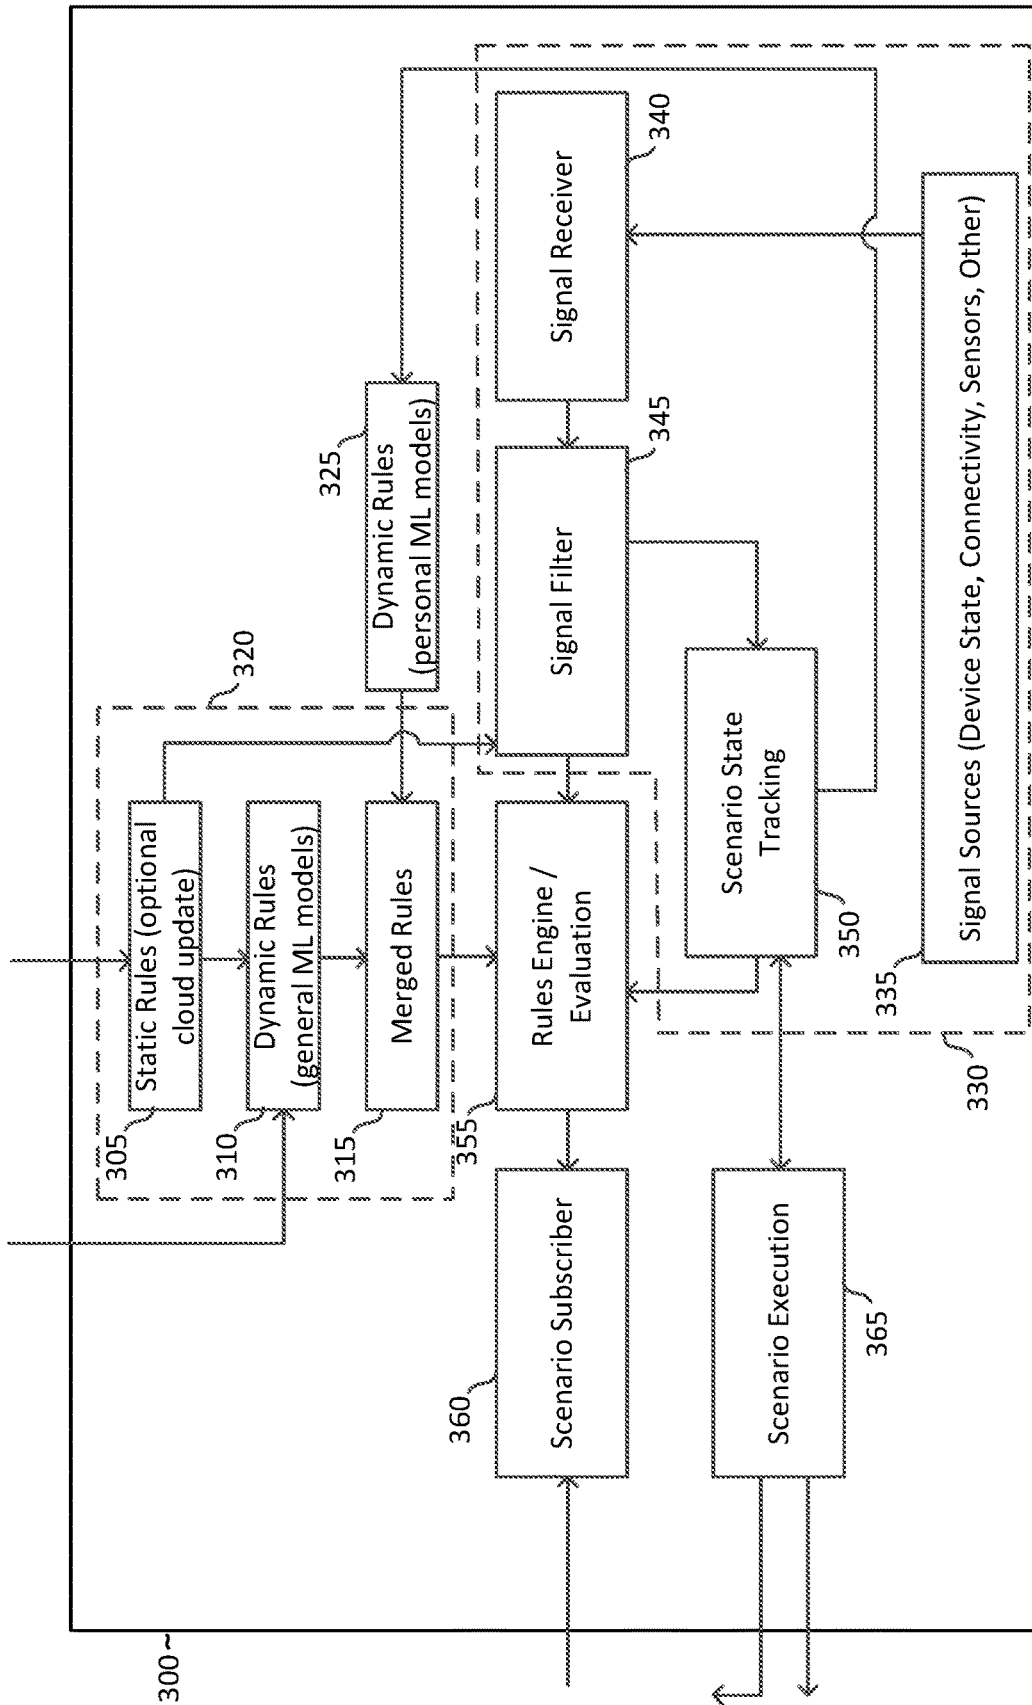 300~
305
Static Rules (optional
cloud update)
310
Dynamic Rules
(general ML models)
315
Merged Rules
320
325
Dynamic Rules
(personal ML models)
360
Scenario Subscriber
355
Rules Engine /
Evaluation
Signal Filter
345
Signal Receiver
340
Scenario Execution
365
Scenario State
Tracking
350
330
335
Signal Sources (Device State, Connectivity, Sensors, Other)